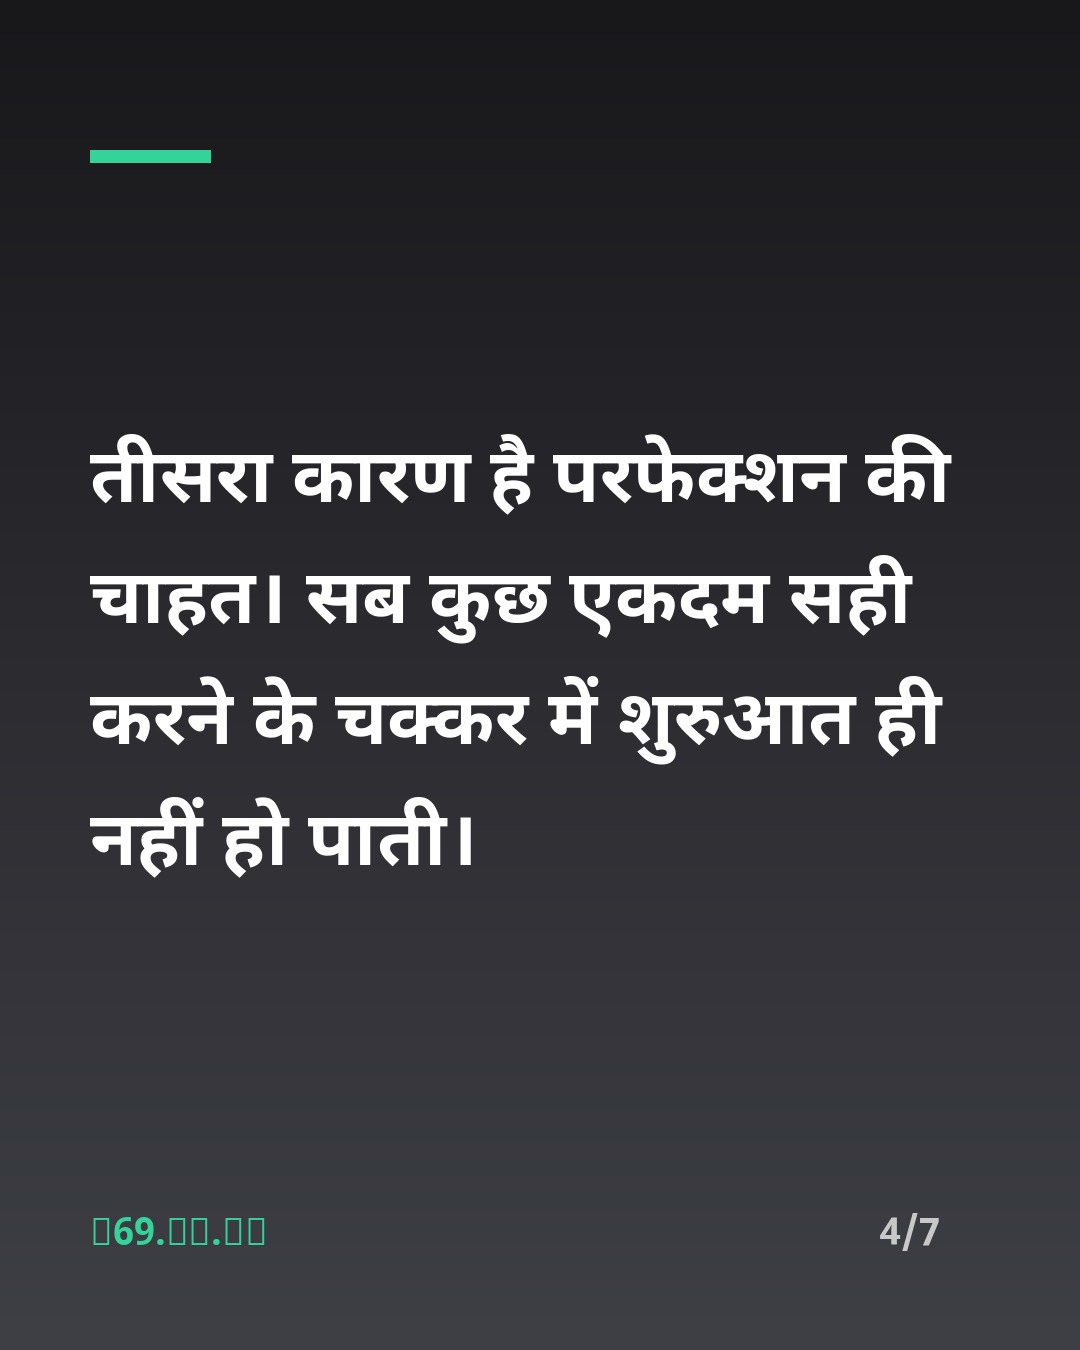 तीसरा कारण है परफेक्शन की
चाहत। सब कुछ एकदम सही
करने के चक्कर में शुरुआत ही
नहीं हो पाती।
69.
4/7